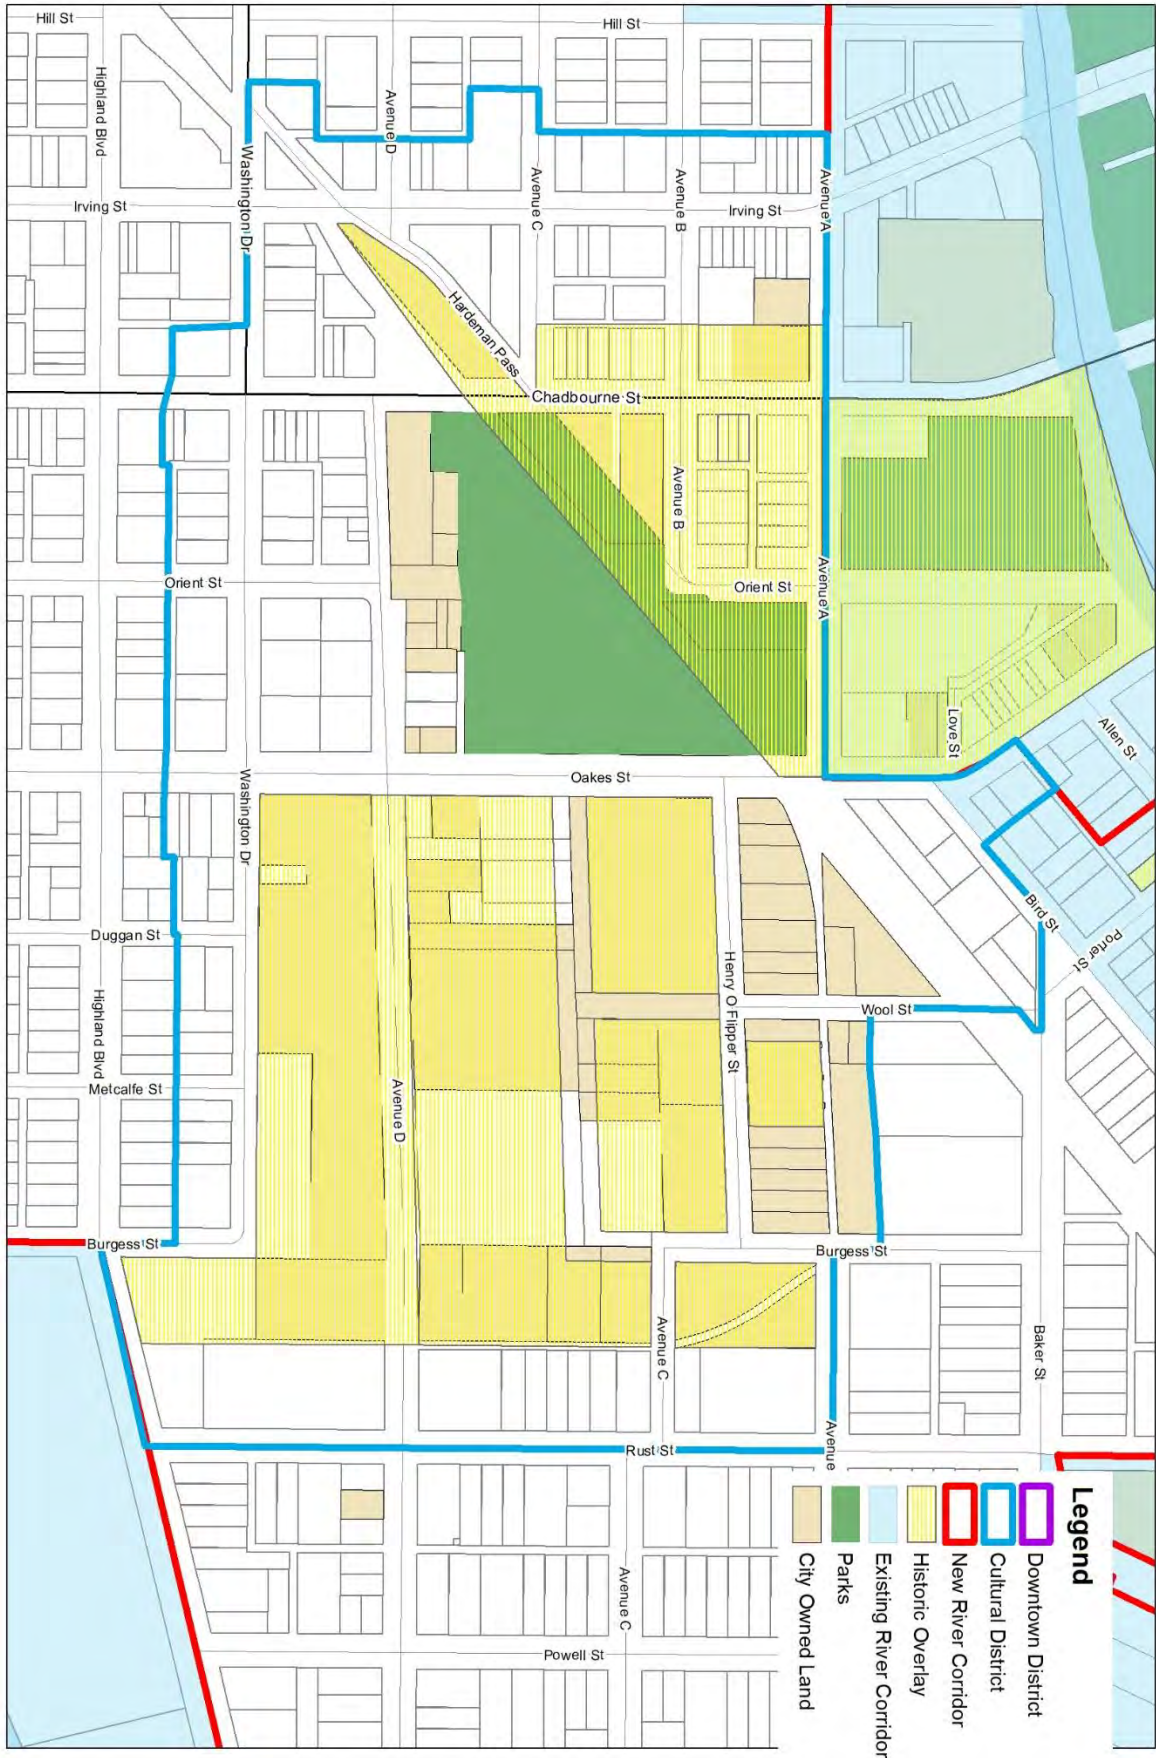 Hill St
Hill St
Highland Blvd
Avenue D
Washington Dr
Avenue C
Avenue B
Avenue A
Irving St
Irving St
Hardeman Pass
Chadbourne St
Avenue B
Avenue A
Orient St
Orient St
Love St
Allen St
Oakes St
Washington Dr
Bird St
Porter St
Duggan St
Henry O Flipper St
Wool St
Highland Blvd
Metcalfe St
Avenue D
Burgess St
Burgess St
Avenue C
Baker St
Avenue
Rust St
Avenue C
Powell St
Legend
Downtown District
Cultural District
New River Corridor
Historic Overlay
Existing River Corridor
Parks
City Owned Land